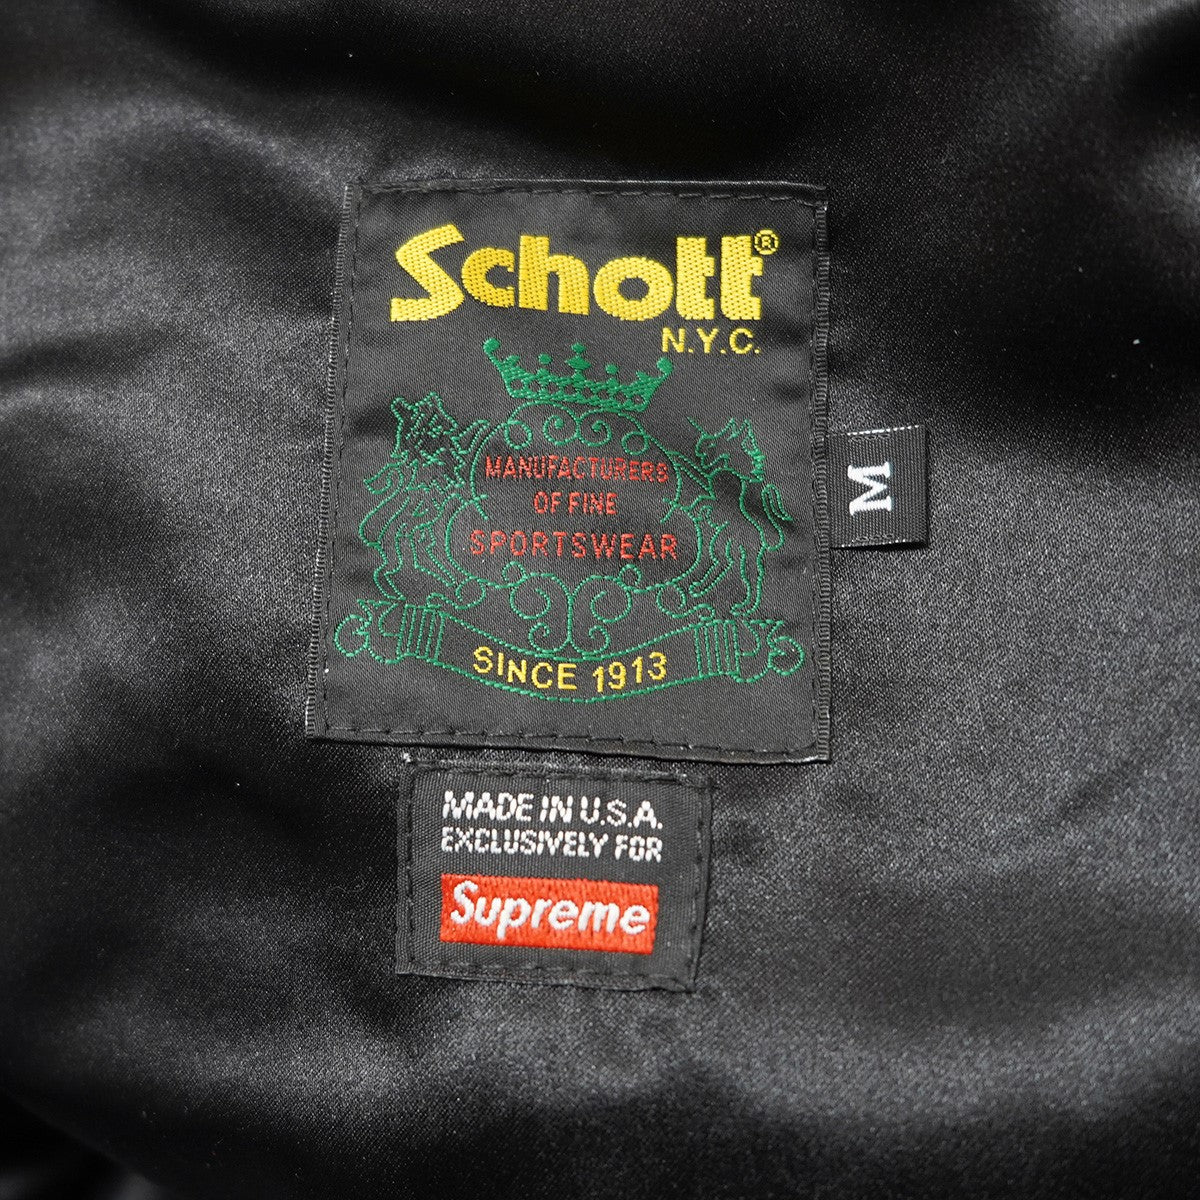 Schott®
N.Y.C.
MANUFACTURERS
OF FINE
SPORTSWEAR
SINCE 1913
M
MADE IN U.S.A.
EXCLUSIVELY FOR
Supreme